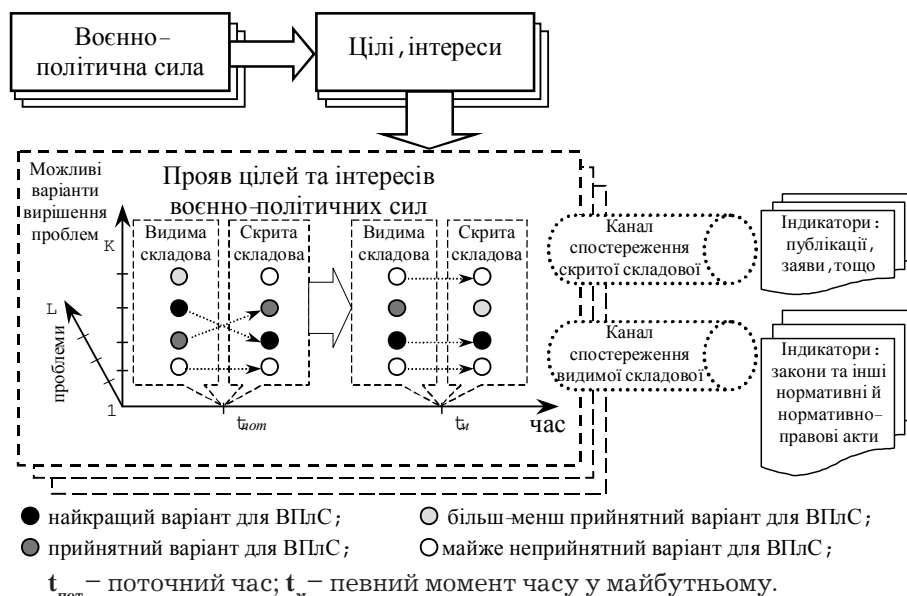 Воєнно–
політична сила
Цілі, інтереси
Можливі
варіанти
вирішення
проблем
Прояв цілей та інтересів
воєнно–політичних сил
K
Видима
складова
Скрита
складова
Видима
складова
Скрита
складова
L
проблеми
1
tпот
tм
час
Канал
спостереження
скритої складової
Індикатори:
публікації,
заяви, тощо
Канал
спостереження
видимої складової
Індикатори:
закони та інші
нормативні й
нормативно–
правові акти
найкращий варіант для ВПлС;
більш–менш прийнятний варіант для ВПлС;
прийнятний варіант для ВПлС;
майже неприйнятний варіант для ВПлС;
tпот – поточний час; tм – певний момент часу у майбутньому.